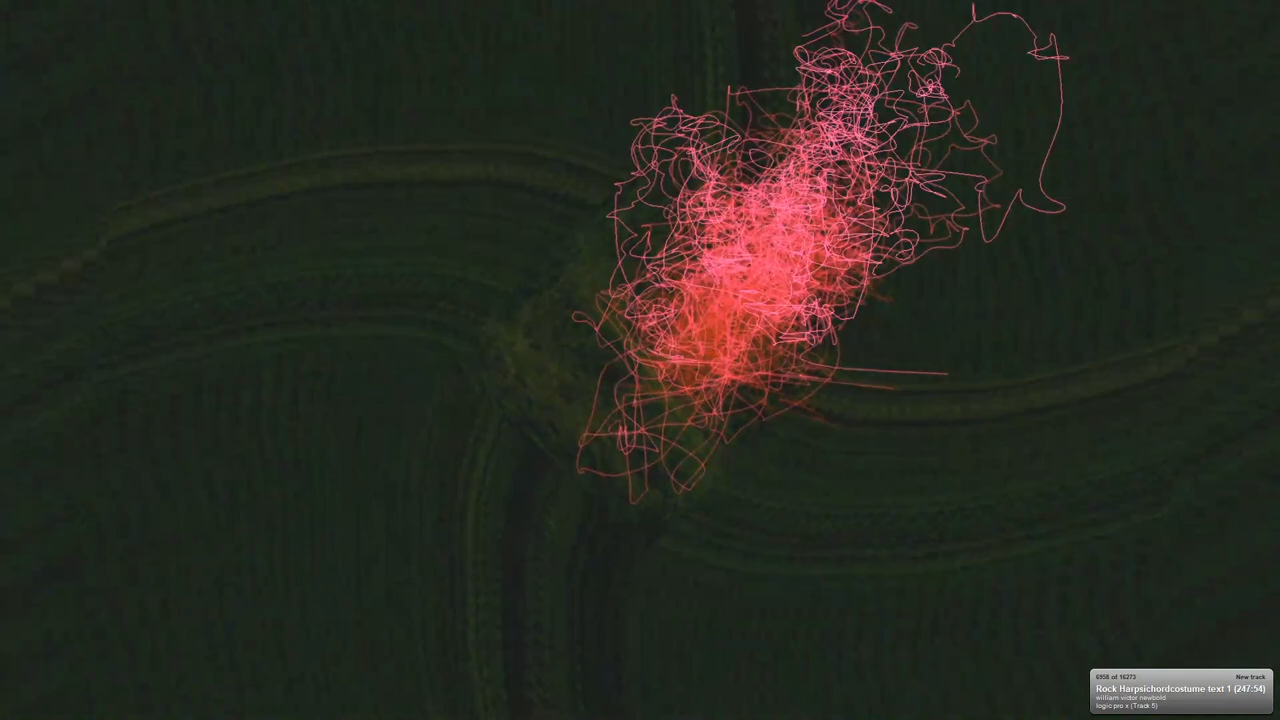 6958 of 16273 New track
Rock Harpsichordcostume text 1 (247:54)
william victor newbold
logic pro x (Track 5)